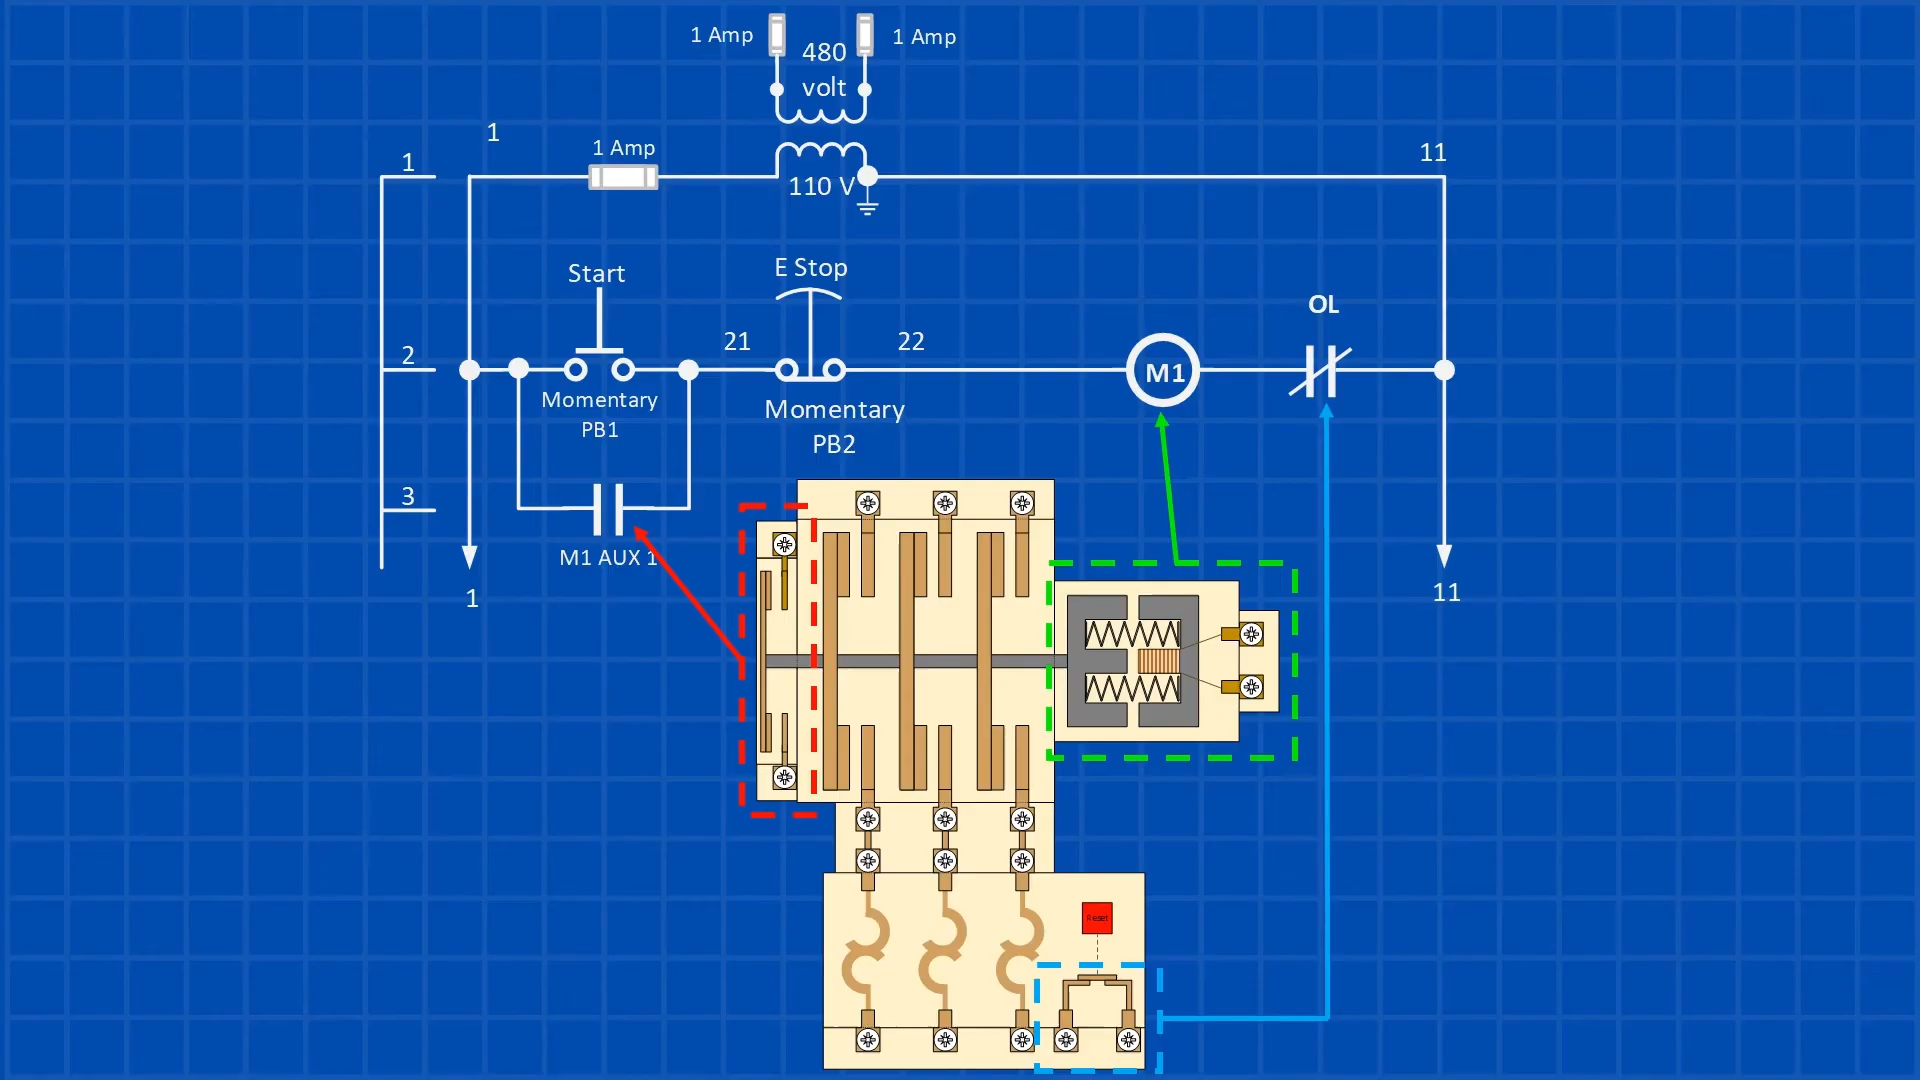 1 Amp
1 Amp
480
volt
1
1 Amp
1
11
110 V
Start
E Stop
OL
21
22
2
M1
Momentary
PB1
Momentary
PB2
3
M1 AUX 1
1
11
Reset